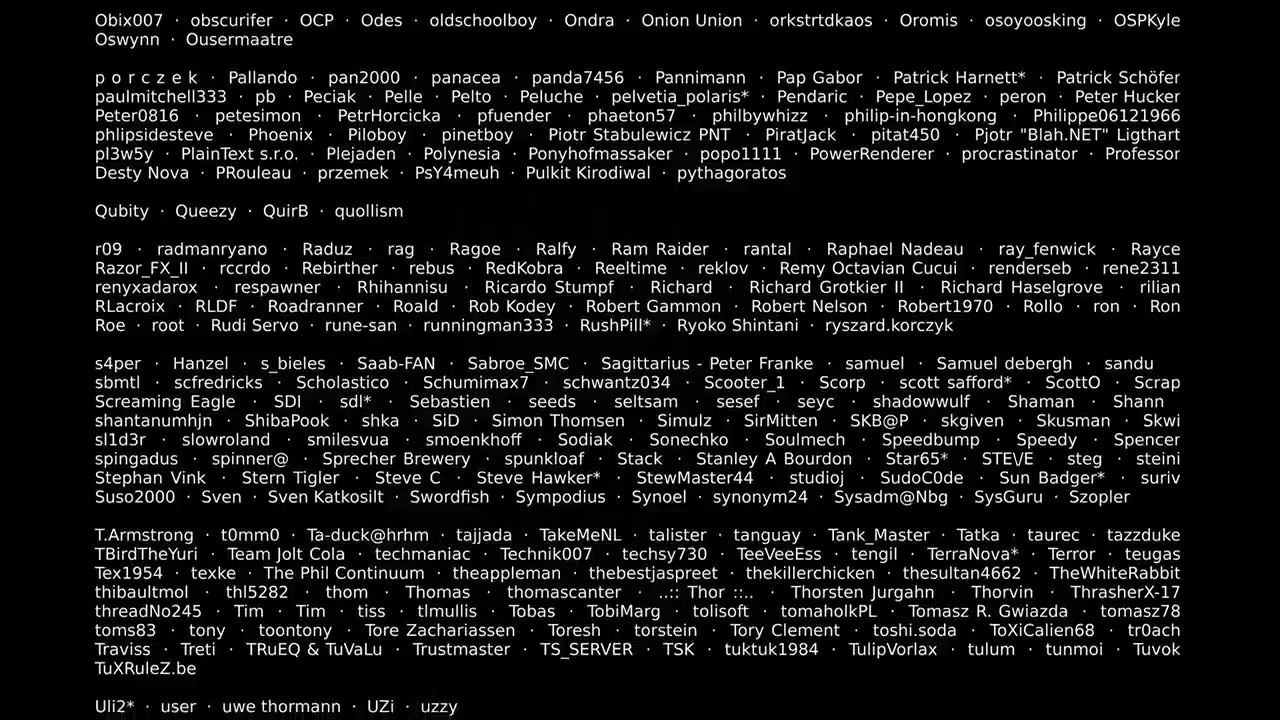 Obix007 · obscurifer · OCP · Odes · oldschoolboy · Ondra · Onion Union · orkstrtdkaos · Oromis · osoyoosking · OSPKyle
Oswynn · Ousermaatre
p o r c z e k · Pallando · pan2000 · panacea · panda7456 · Pannimann · Pap Gabor · Patrick Harnett* · Patrick Schöfer
paulmitchell333 · pb · Peciak · Pelle · Pelto · Peluche · pelvetia_polaris* · Pendaric · Pepe_Lopez · peron · Peter Hucker
Peter0816 · petesimon · PetrHorcicka · pfuender · phaeton57 · philbywhizz · philip-in-hongkong · Philippe06121966
phlipsidesteve · Phoenix · Piloboy · pinetboy · Piotr Stabulewicz PNT · PiratJack · pitat450 · Pjotr "Blah.NET" Ligthart
pl3w5y · PlainText s.r.o. · Plejaden · Polynesia · Ponyhofmassaker · popo1111 · PowerRenderer · procrastinator · Professor
Desty Nova · PRouleau · przemek · PsY4meuh · Pulkit Kirodiwal · pythagoratos
Qubity · Queezy · QuirB · quollism
r09 · radmanryano · Raduz · rag · Ragoe · Ralfy · Ram Raider · rantal · Raphael Nadeau · ray_fenwick · Rayce
Razor_FX_II · rccrdo · Rebirther · rebus · RedKobra · Reeltime · reklov · Remy Octavian Cucui · renderseb · rene2311
renyxadarox · respawner · Rhihannisu · Ricardo Stumpf · Richard · Richard Grotkier II · Richard Haselgrove · rilian
RLacroix · RLDF · Roadranner · Roald · Rob Kodey · Robert Gammon · Robert Nelson · Robert1970 · Rollo · ron · Ron
Roe · root · Rudi Servo · rune-san · runningman333 · RushPill* · Ryoko Shintani · ryszard.korczyk
s4per · Hanzel · s_bieles · Saab-FAN · Sabroe_SMC · Sagittarius - Peter Franke · samuel · Samuel debergh · sandu
sbmtl · scfredricks · Scholastico · Schumimax7 · schwantz034 · Scooter_1 · Scorp · scott safford* · ScottO · Scrap
Screaming Eagle · SDI · sdl* · Sebastien · seeds · seltsam · sesef · seyc · shadowwulf · Shaman · Shann
shantanumhjn · ShibaPook · shka · SiD · Simon Thomsen · Simulz · SirMitten · SKB@P · skgiven · Skusman · Skwi
sl1d3r · slowroland · smilesvua · smoenkhoff · Sodiak · Sonechko · Soulmech · Speedbump · Speedy · Spencer
spingadus · spinner@ · Sprecher Brewery · spunkloaf · Stack · Stanley A Bourdon · Star65* · STE\/E · steg · steini
Stephan Vink · Stern Tigler · Steve C · Steve Hawker* · StewMaster44 · studioj · SudoC0de · Sun Badger* · suriv
Suso2000 · Sven · Sven Katkosilt · Swordfish · Sympodius · Synoel · synonym24 · Sysadm@Nbg · SysGuru · Szopler
T.Armstrong · t0mm0 · Ta-duck@hrhm · tajjada · TakeMeNL · talister · tanguay · Tank_Master · Tatka · taurec · tazzduke
TBirdTheYuri · Team Jolt Cola · techmaniac · Technik007 · techsy730 · TeeVeeEss · tengil · TerraNova* · Terror · teugas
Tex1954 · texke · The Phil Continuum · theappleman · thebestjaspreet · thekillerchicken · thesultan4662 · TheWhiteRabbit
thibaultmol · thl5282 · thom · Thomas · thomascanter · ..:: Thor ::.. · Thorsten Jurgahn · Thorvin · ThrasherX-17
threadNo245 · Tim · Tim · tiss · tlmullis · Tobas · TobiMarg · tolisoft · tomaholkPL · Tomasz R. Gwiazda · tomasz78
toms83 · tony · toontony · Tore Zachariassen · Toresh · torstein · Tory Clement · toshi.soda · ToXiCalien68 · tr0ach
Traviss · Treti · TRuEQ & TuVaLu · Trustmaster · TS_SERVER · TSK · tuktuk1984 · TulipVorlax · tulum · tunmoi · Tuvok
TuXRuleZ.be
Uli2* · user · uwe thormann · UZi · uzzy